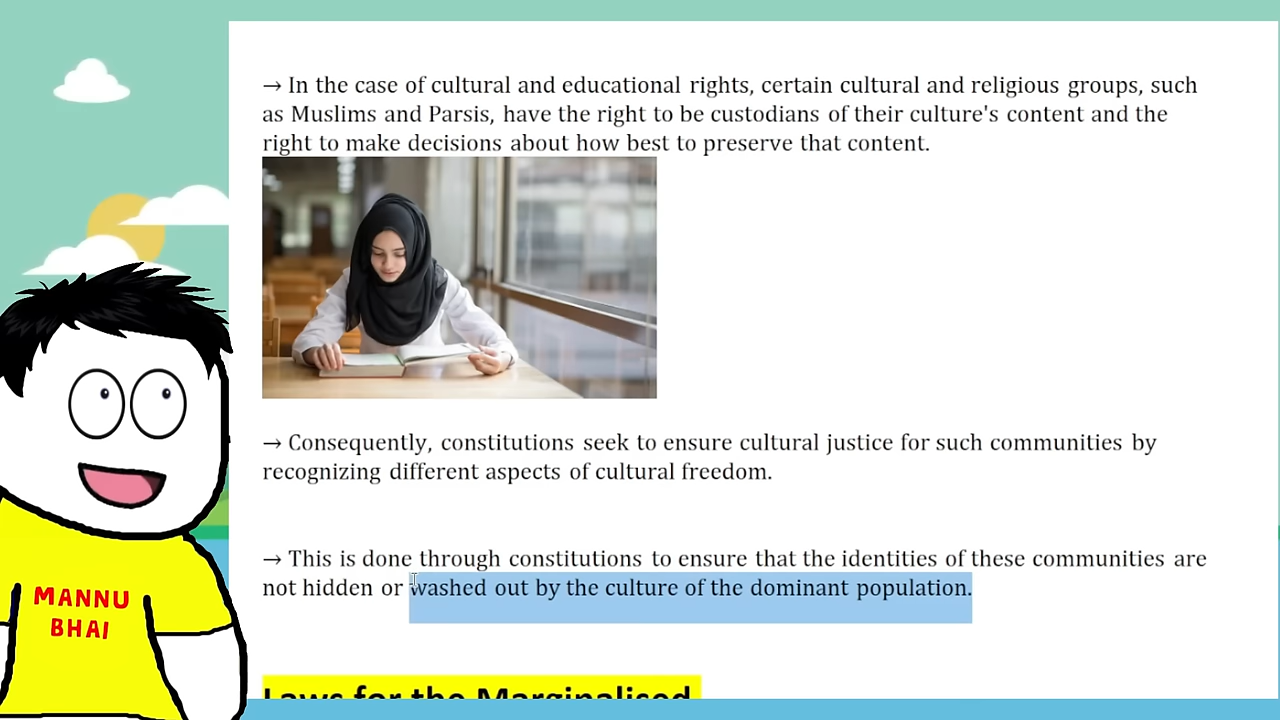 → In the case of cultural and educational rights, certain cultural and religious groups, such
as Muslims and Parsis, have the right to be custodians of their culture's content and the
right to make decisions about how best to preserve that content.
→ Consequently, constitutions seek to ensure cultural justice for such communities by
recognizing different aspects of cultural freedom.
→ This is done through constitutions to ensure that the identities of these communities are
not hidden or washed out by the culture of the dominant population.
MANNU
BHAI
Laws for the Marginalised